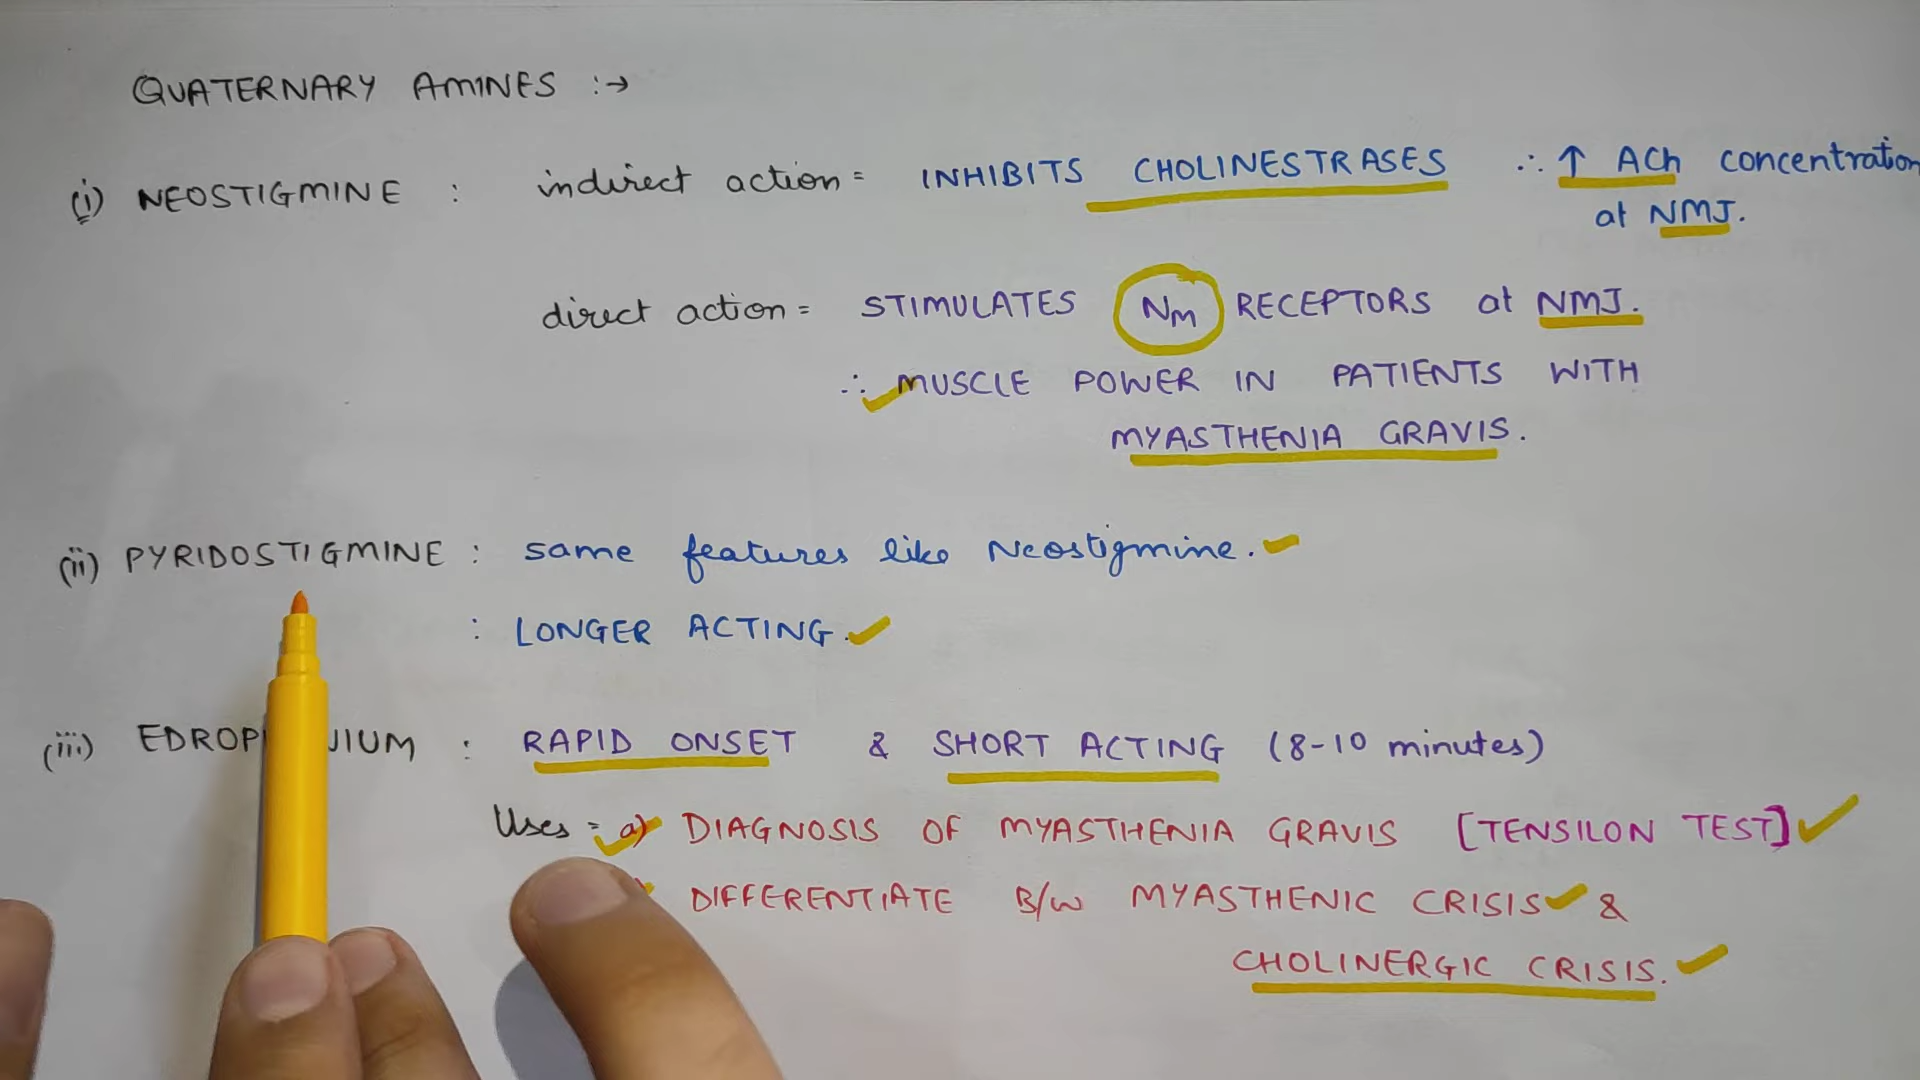 QUATERNARY AMINES :→
(i) NEOSTIGMINE : indirect action = INHIBITS CHOLINESTRASES ∴ ↑ ACh concentration
at NMJ.
direct action = STIMULATES NM RECEPTORS at NMJ.
∴ MUSCLE POWER IN PATIENTS WITH
MYASTHENIA GRAVIS.
(ii) PYRIDOSTIGMINE : same features like Neostigmine.
: LONGER ACTING.
(iii) : RAPID ONSET & SHORT ACTING (8-10 minutes)
Uses = a) DIAGNOSIS OF MYASTHENIA GRAVIS [TENSILON TEST]
DIFFERENTIATE B/W MYASTHENIC CRISIS &
CHOLINERGIC CRISIS.